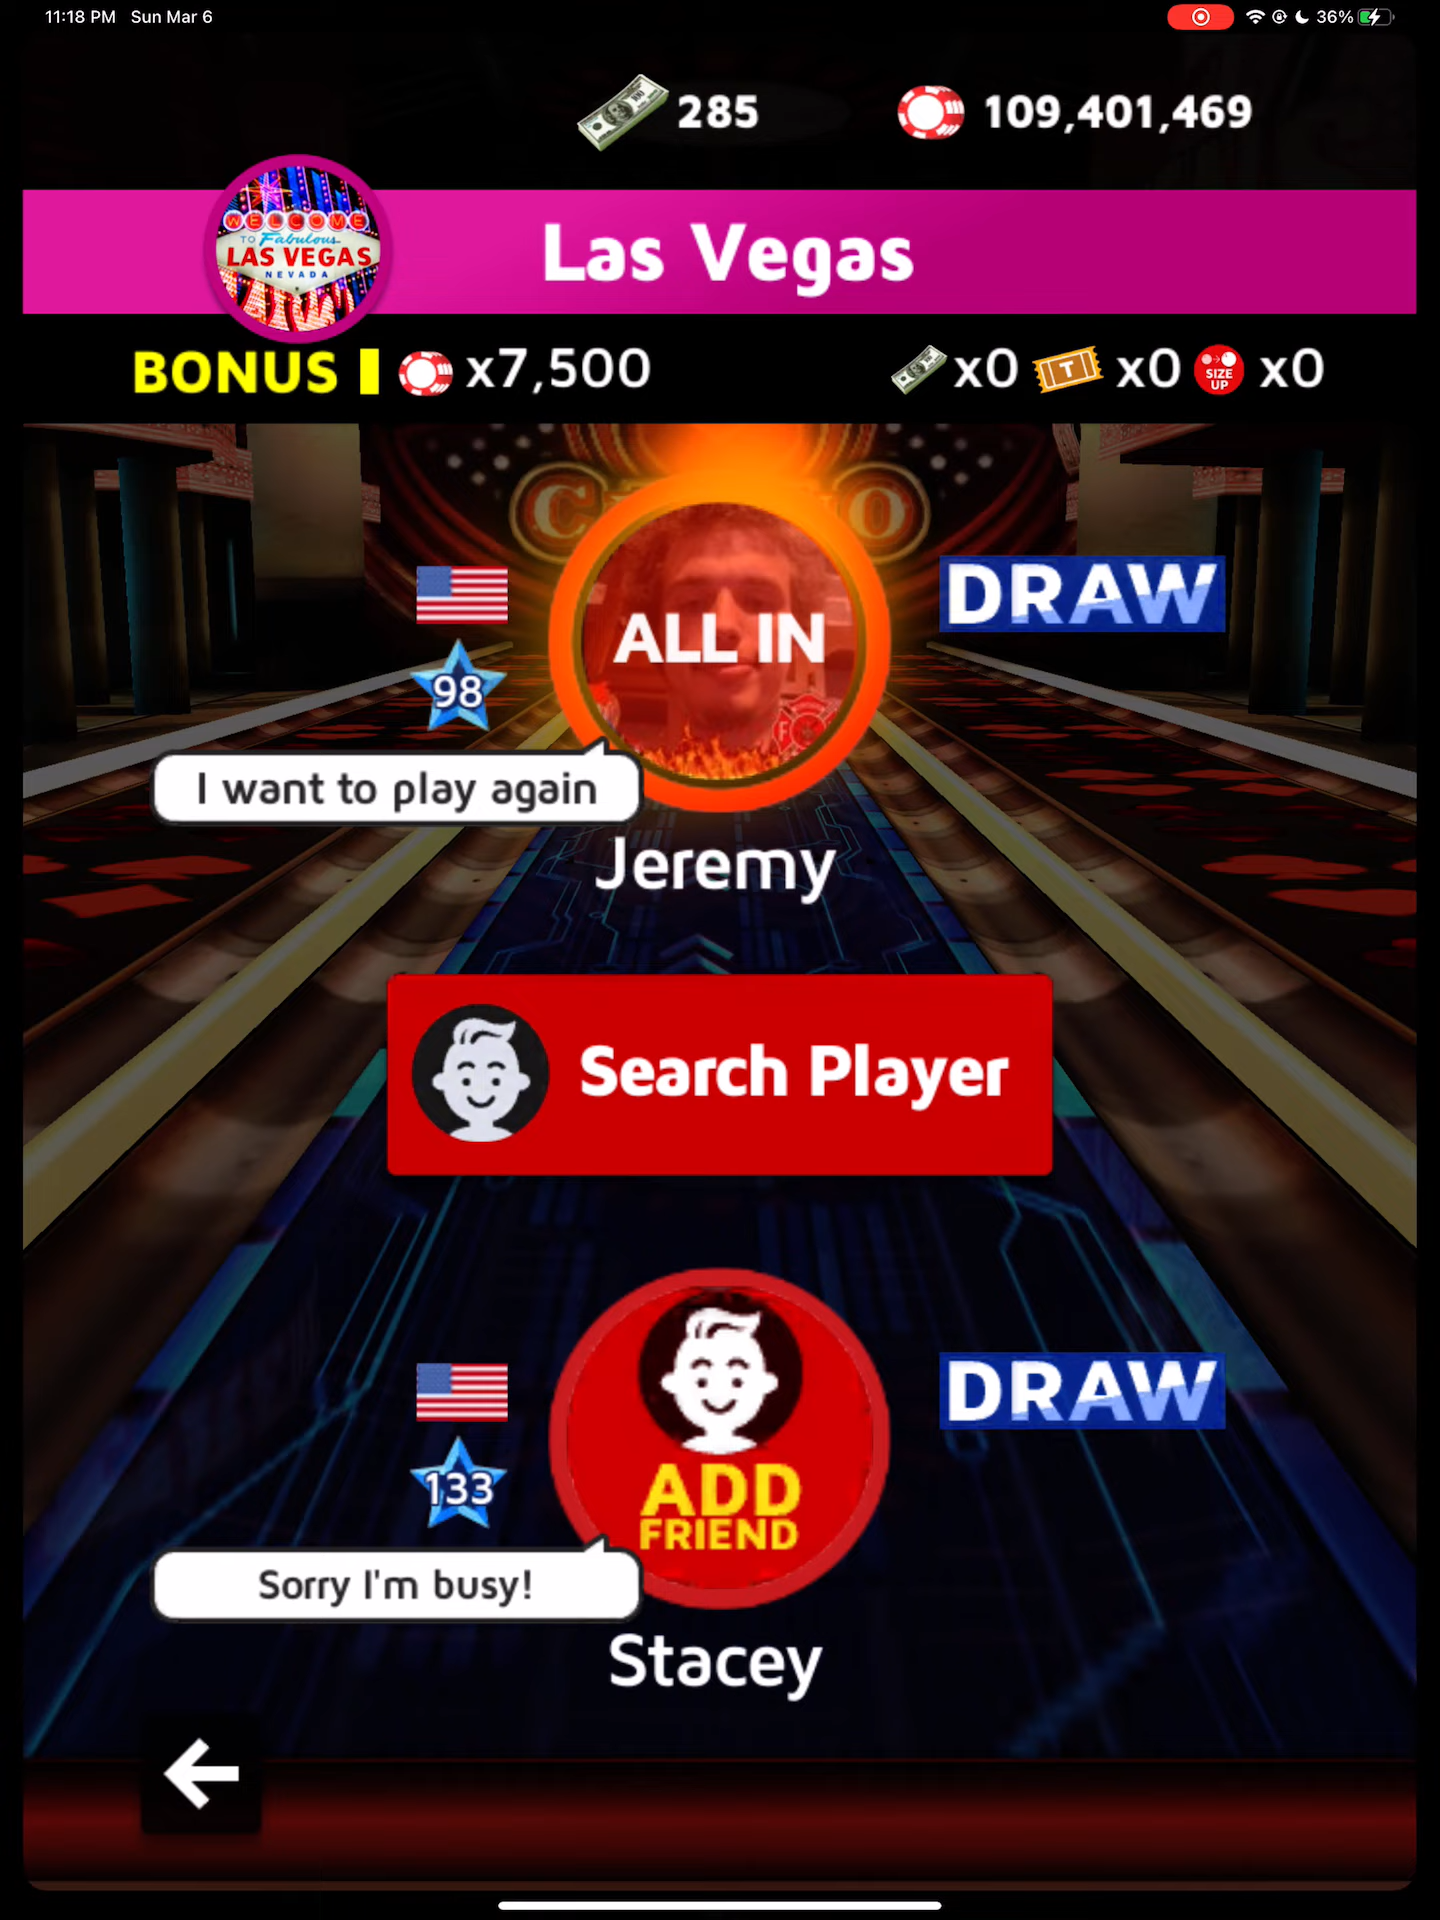 11:18 PM Sun Mar 6
36%
285
109,401,469
WELCOME
TO Fabulous
LAS VEGAS
NEVADA
Las Vegas
BONUS x7,500
x0 T x0 SIZE UP x0
ALL IN
DRAW
98
I want to play again
Jeremy
Search Player
DRAW
133
ADD
FRIEND
Sorry I'm busy!
Stacey